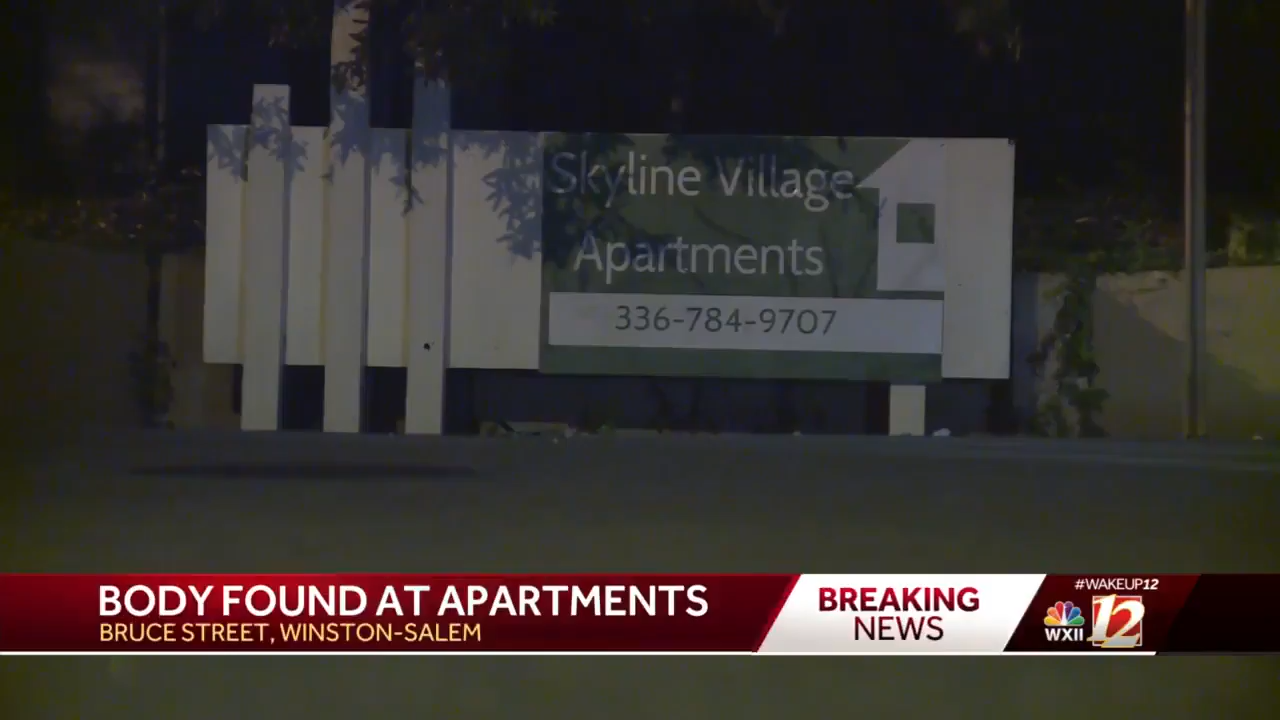 Skyline Village
Apartments
336-784-9707
BODY FOUND AT APARTMENTS
BRUCE STREET, WINSTON-SALEM
BREAKING
NEWS
#WAKEUP12
WXII 12